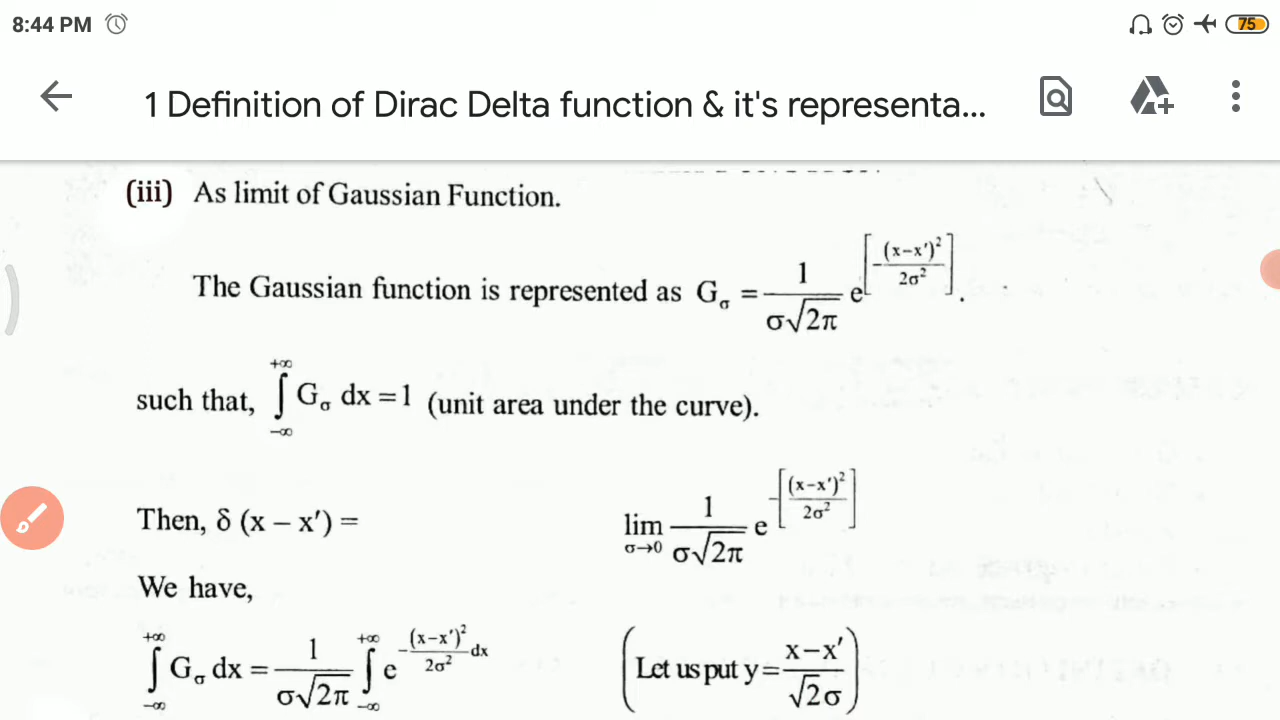 8:44 PM 75
1 Definition of Dirac Delta function & it's representa...
(iii) As limit of Gaussian Function.
The Gaussian function is represented as G_σ = 1/(σ√2π) e^[-(x–x′)²/2σ²].
such that, ∫_{–∞}^{+∞} G_σ dx = 1 (unit area under the curve).
Then, δ (x – x′) = lim_{σ→0} 1/(σ√2π) e^-[(x–x′)²/2σ²]
We have,
∫_{–∞}^{+∞} G_σ dx = 1/(σ√2π) ∫_{–∞}^{+∞} e^-(x–x′)²/2σ² dx (Let us put y = (x–x′)/(√2σ))